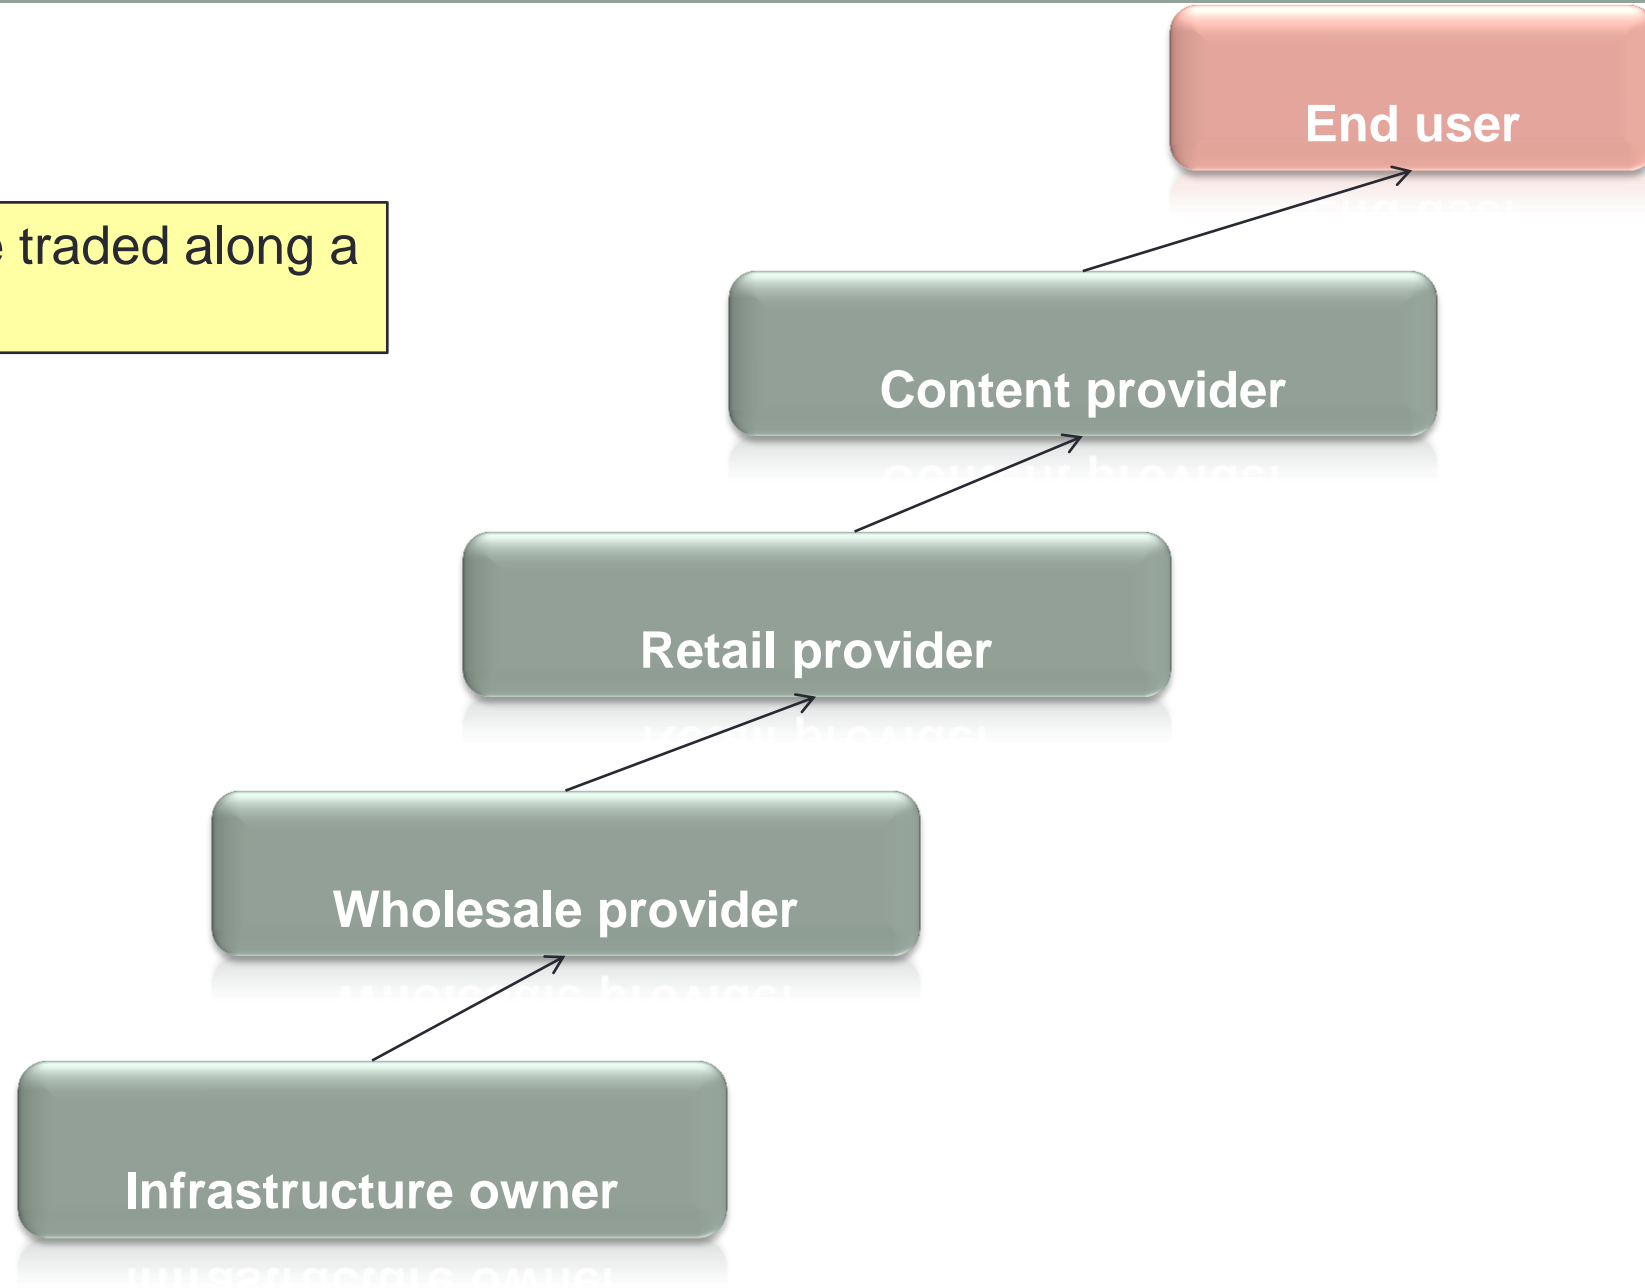 End user
traded along a
Content provider
Retail provider
Wholesale provider
Infrastructure owner